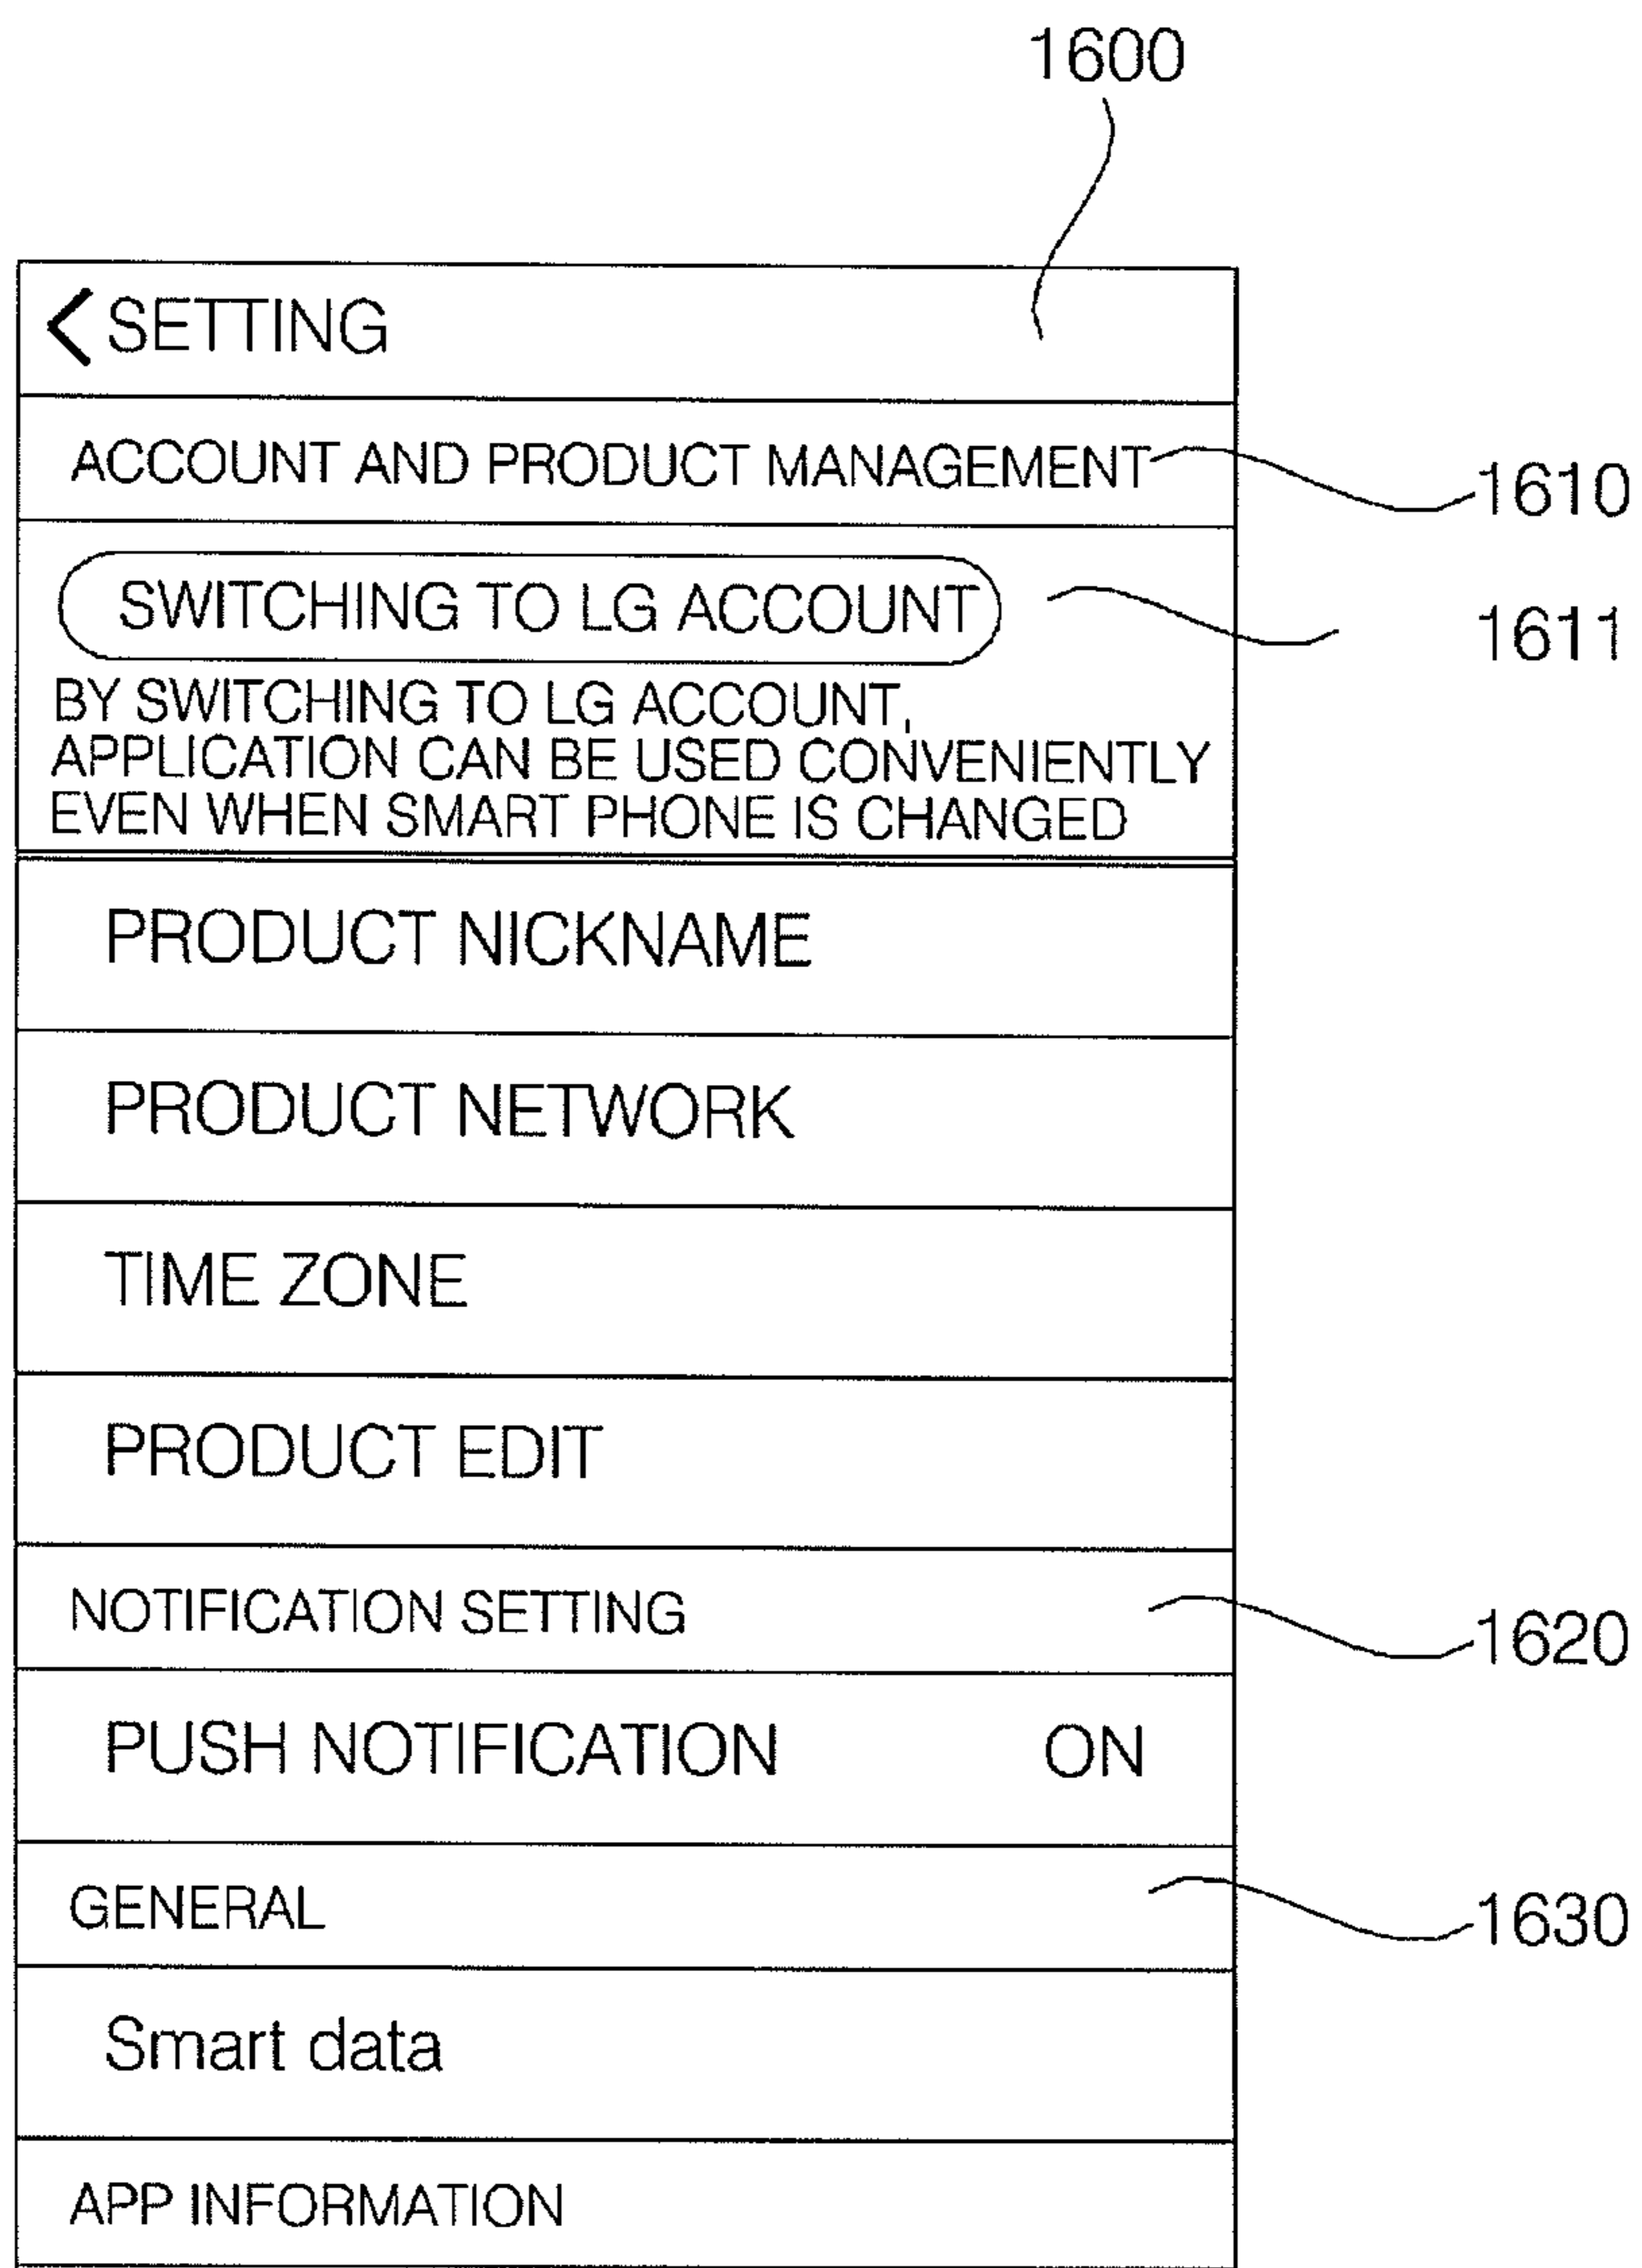 1600
SETTING
ACCOUNT AND PRODUCT MANAGEMENT
1610
SWITCHING TO LG ACCOUNT
1611
BY SWITCHING TO LG ACCOUNT,
APPLICATION CAN BE USED CONVENIENTLY
EVEN WHEN SMART PHONE IS CHANGED
PRODUCT NICKNAME
PRODUCT NETWORK
TIME ZONE
PRODUCT EDIT
NOTIFICATION SETTING
1620
PUSH NOTIFICATION ON
GENERAL
1630
Smart data
APP INFORMATION